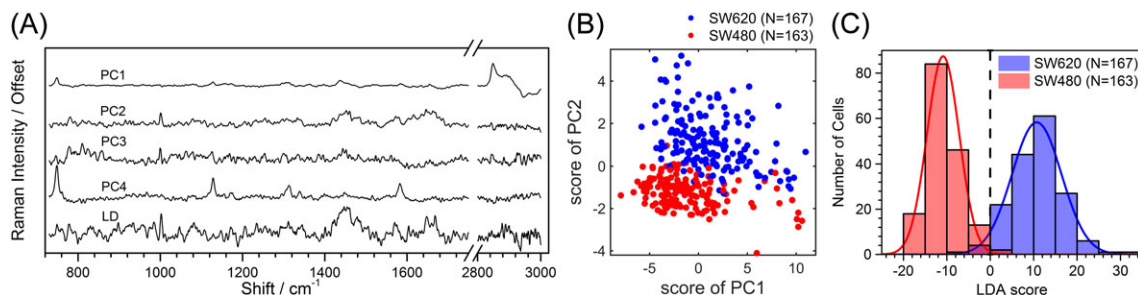 (A)
Raman Intensity / Offset
PC1
PC2
PC3
PC4
LD
800 1000 1200 1400 1600 2800 3000
Shift / cm⁻¹
(B)
SW620 (N=167)
SW480 (N=163)
score of PC2
4
2
0
-2
-4
-5 0 5 10
score of PC1
(C)
SW620 (N=167)
SW480 (N=163)
Number of Cells
80
60
40
20
0
-20 -10 0 10 20 30
LDA score